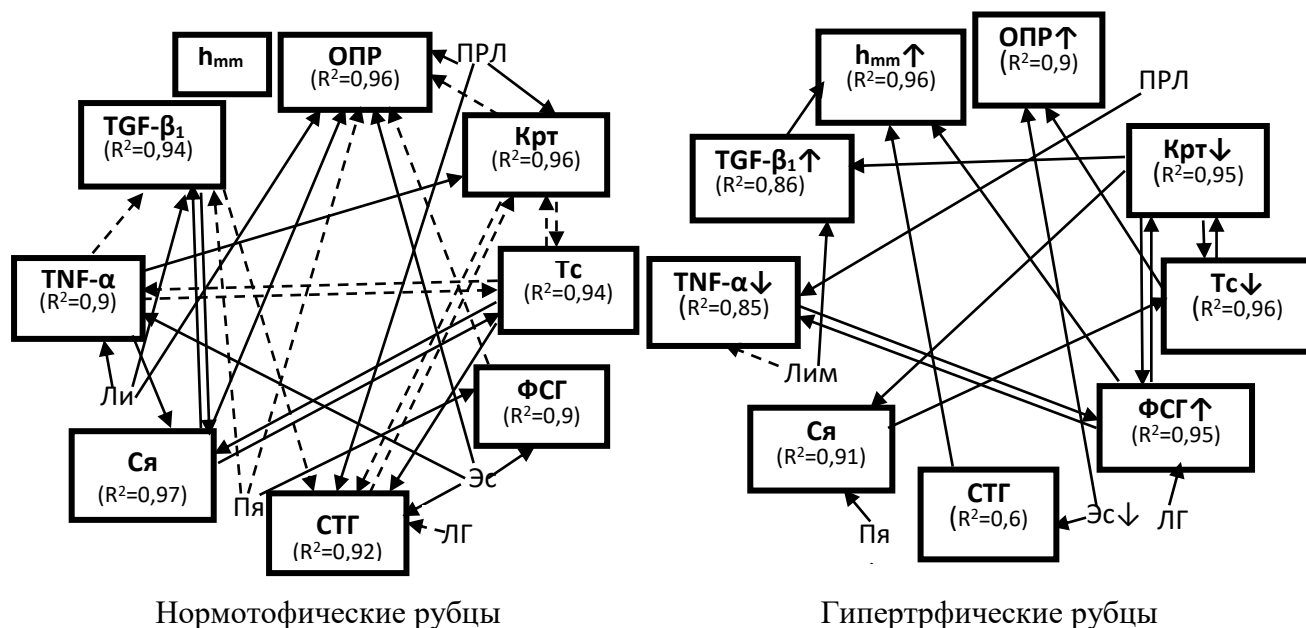 h mm
ОПР
(R²=0,96)
ПРЛ
TGF-β₁
(R²=0,94)
Крт
(R²=0,96)
TNF-α
(R²=0,9)
Тс
(R²=0,94)
Ли
ФСГ
(R²=0,9)
Ся
(R²=0,97)
Пя
Эс
СТГ
(R²=0,92)
ЛГ
Нормотофические рубцы
h mm↑
(R²=0,96)
ОПР↑
(R²=0,9)
ПРЛ
TGF-β₁↑
(R²=0,86)
Крт↓
(R²=0,95)
TNF-α↓
(R²=0,85)
Тс↓
(R²=0,96)
Лим
Ся
(R²=0,91)
ФСГ↑
(R²=0,95)
СТГ
(R²=0,6)
Пя
Эс↓
ЛГ
Гипертрфические рубцы